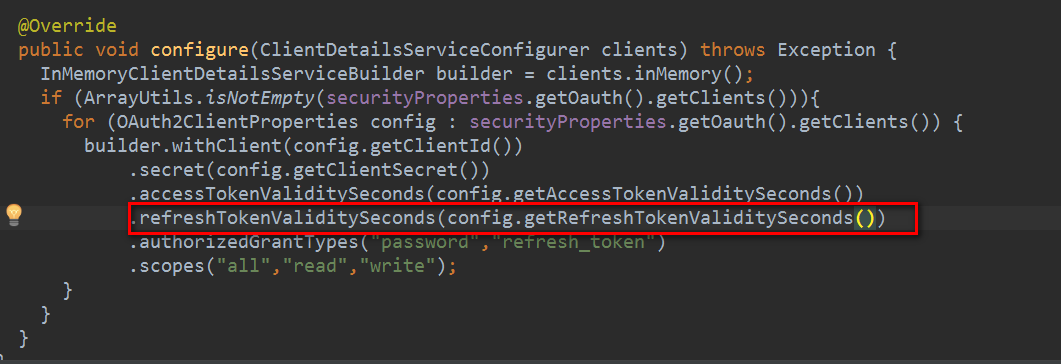 @Override
public void configure(ClientDetailsServiceConfigurer clients) throws Exception {
InMemoryClientDetailsServiceBuilder builder = clients.inMemory();
if (ArrayUtils.isNotEmpty(securityProperties.getOauth().getClients())){
for (OAuth2ClientProperties config : securityProperties.getOauth().getClients()) {
builder.withClient(config.getClientId())
.secret(config.getClientSecret())
.accessTokenValiditySeconds(config.getAccessTokenValiditySeconds())
.refreshTokenValiditySeconds(config.getRefreshTokenValiditySeconds())
.authorizedGrantTypes("password","refresh_token")
.scopes("all","read","write");
}
}
}